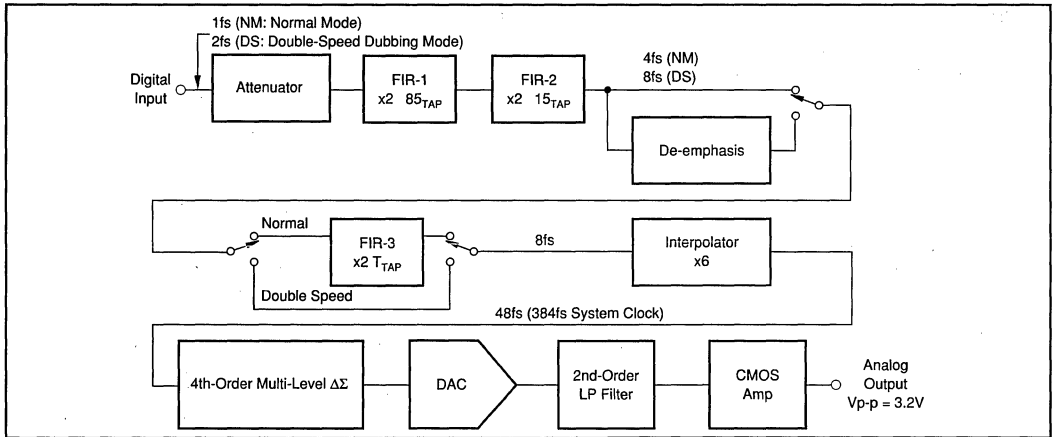 1fs (NM: Normal Mode)
2fs (DS: Double-Speed Dubbing Mode)
Digital
Input
Attenuator
FIR-1
x2 85TAP
FIR-2
x2 15TAP
4fs (NM)
8fs (DS)
De-emphasis
Normal
FIR-3
x2 TTAP
Double Speed
8fs
Interpolator
x6
48fs (384fs System Clock)
4th-Order Multi-Level ΔΣ
DAC
2nd-Order
LP Filter
CMOS
Amp
Analog
Output
Vp-p = 3.2V